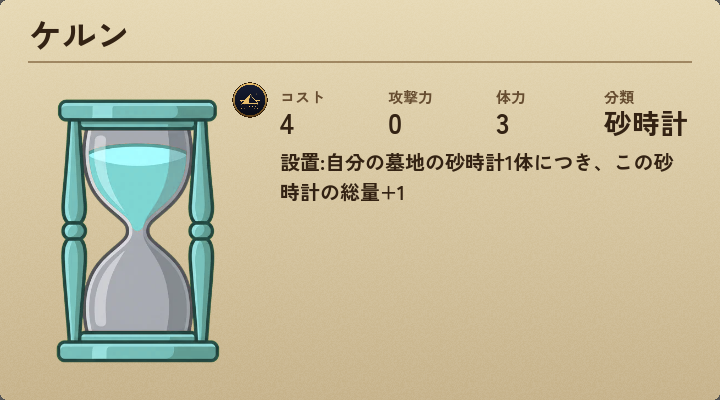 ケルン
コスト 攻撃力 体力 分類
4 0 3 砂時計
設置:自分の墓地の砂時計1体につき、この砂
時計の総量+1